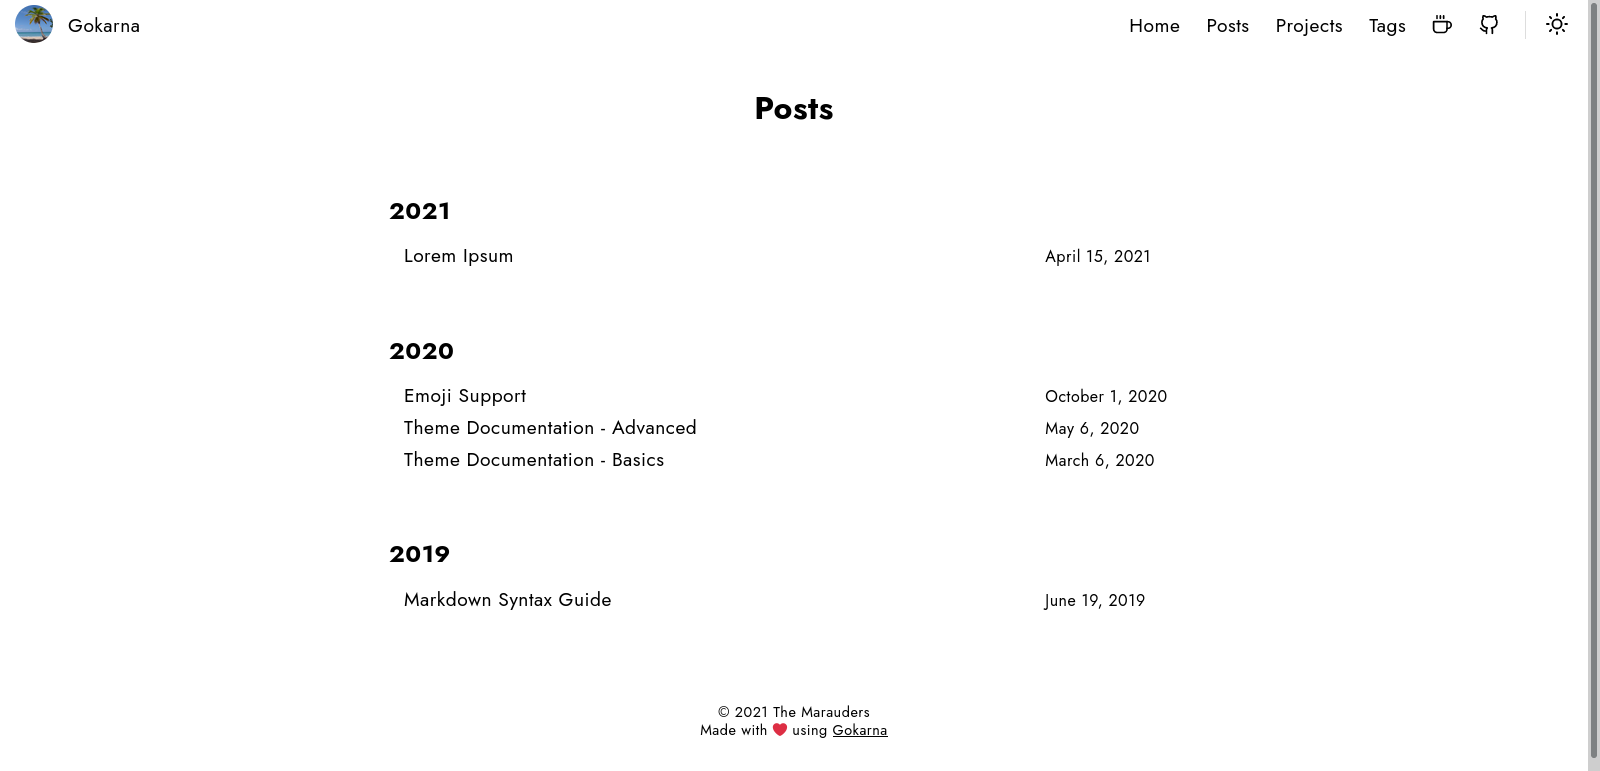 Gokarna
Home Posts Projects Tags
Posts
2021
Lorem Ipsum April 15, 2021
2020
Emoji Support October 1, 2020
Theme Documentation - Advanced May 6, 2020
Theme Documentation - Basics March 6, 2020
2019
Markdown Syntax Guide June 19, 2019
© 2021 The Marauders
Made with ❤️ using Gokarna